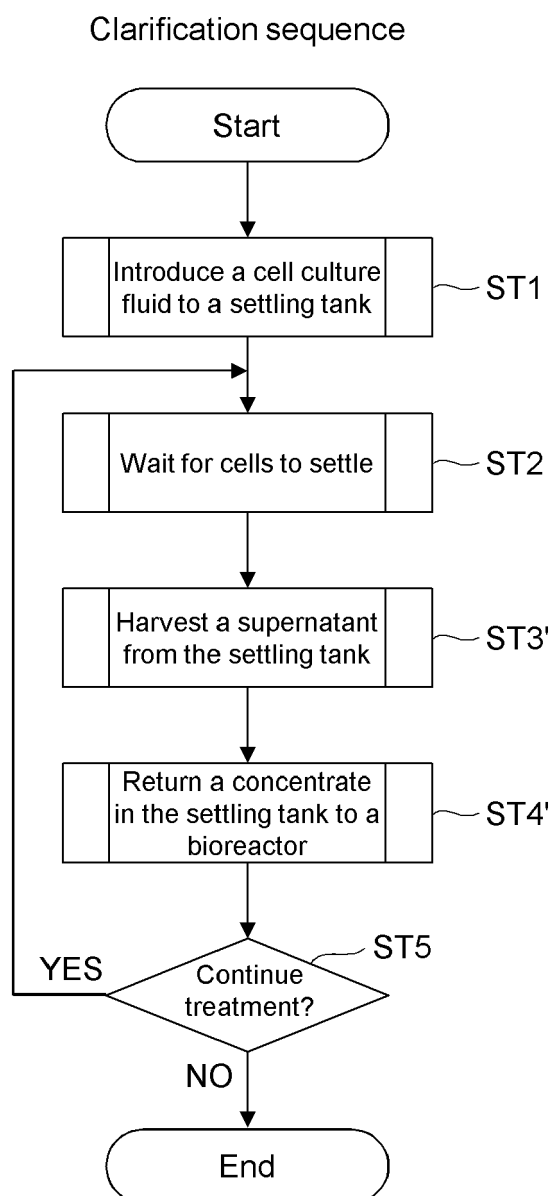 Clarification sequence
Start
Introduce a cell culture
fluid to a settling tank
ST1
Wait for cells to settle
ST2
Harvest a supernatant
from the settling tank
ST3'
Return a concentrate
in the settling tank to a
bioreactor
ST4'
ST5
YES
Continue
treatment?
NO
End